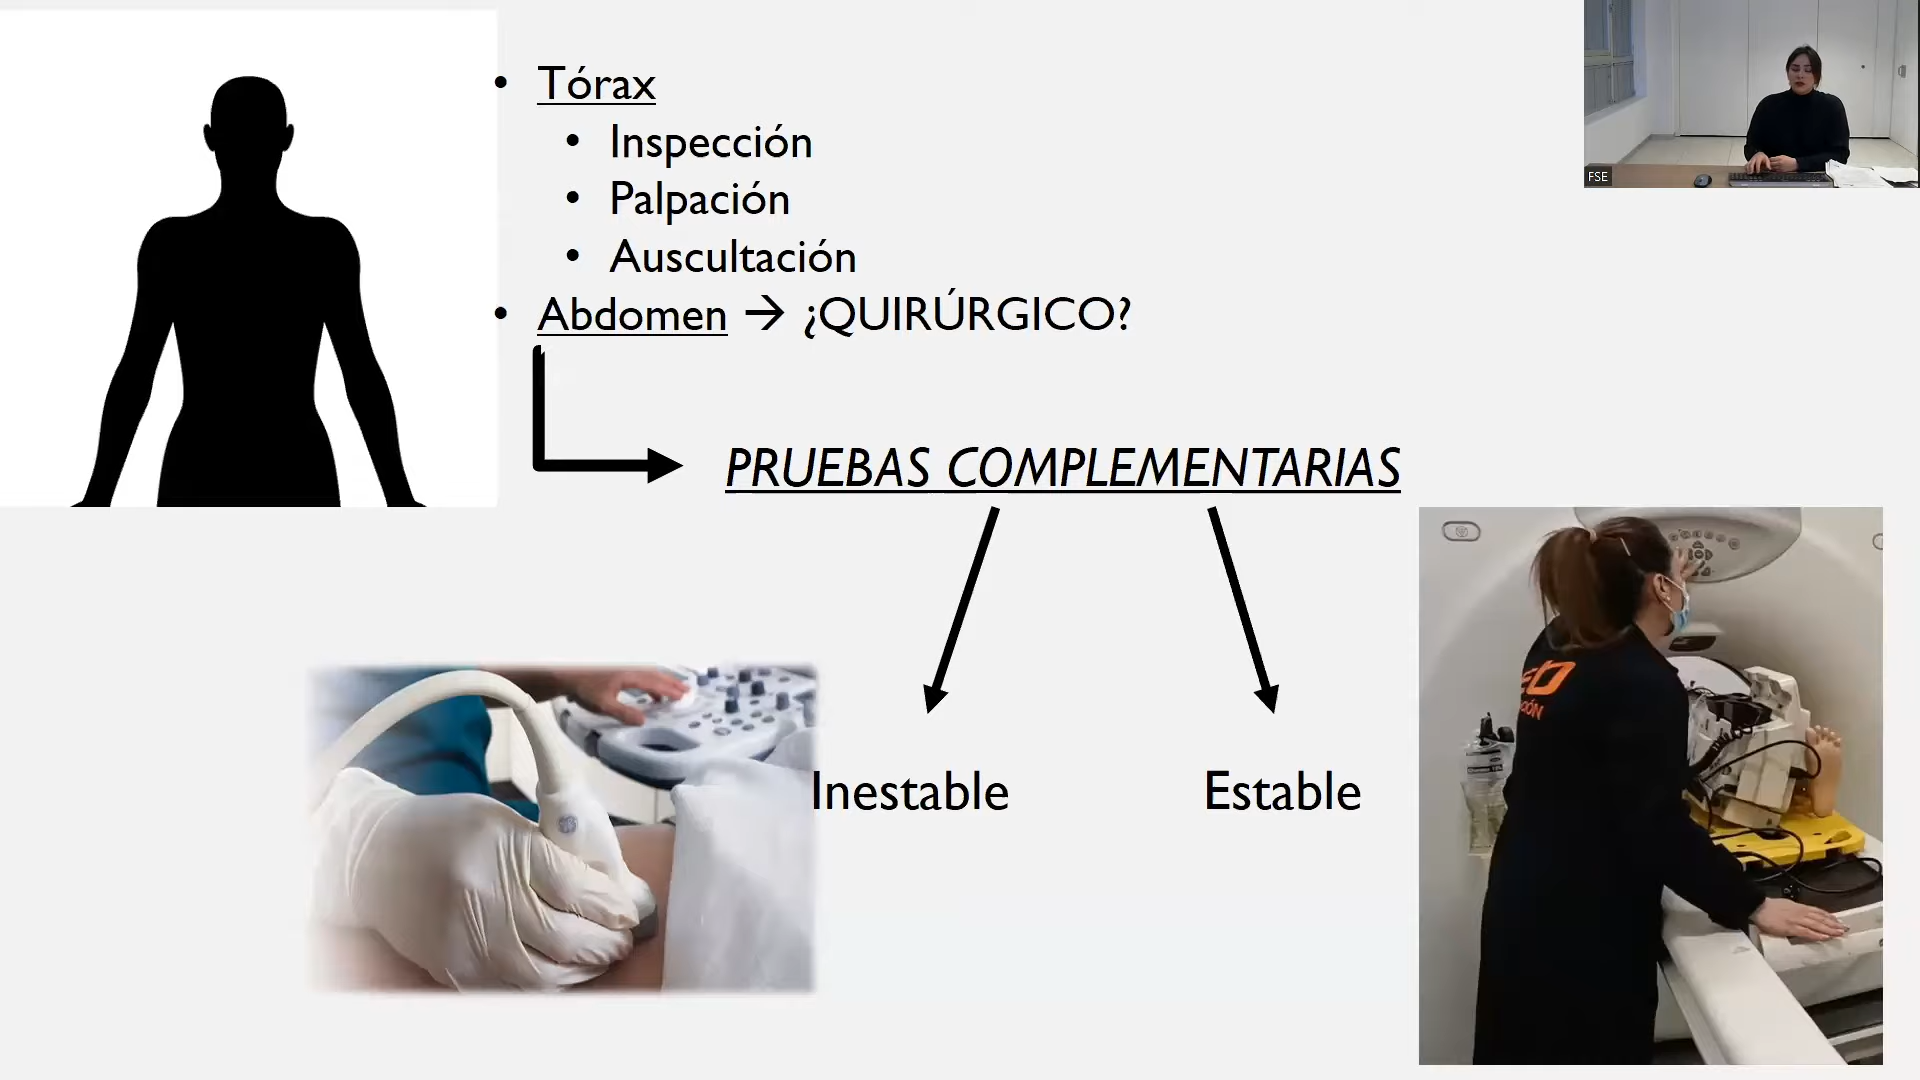 Tórax
Inspección
Palpación
Auscultación
Abdomen → ¿QUIRÚRGICO?
PRUEBAS COMPLEMENTARIAS
Inestable
Estable
FSE